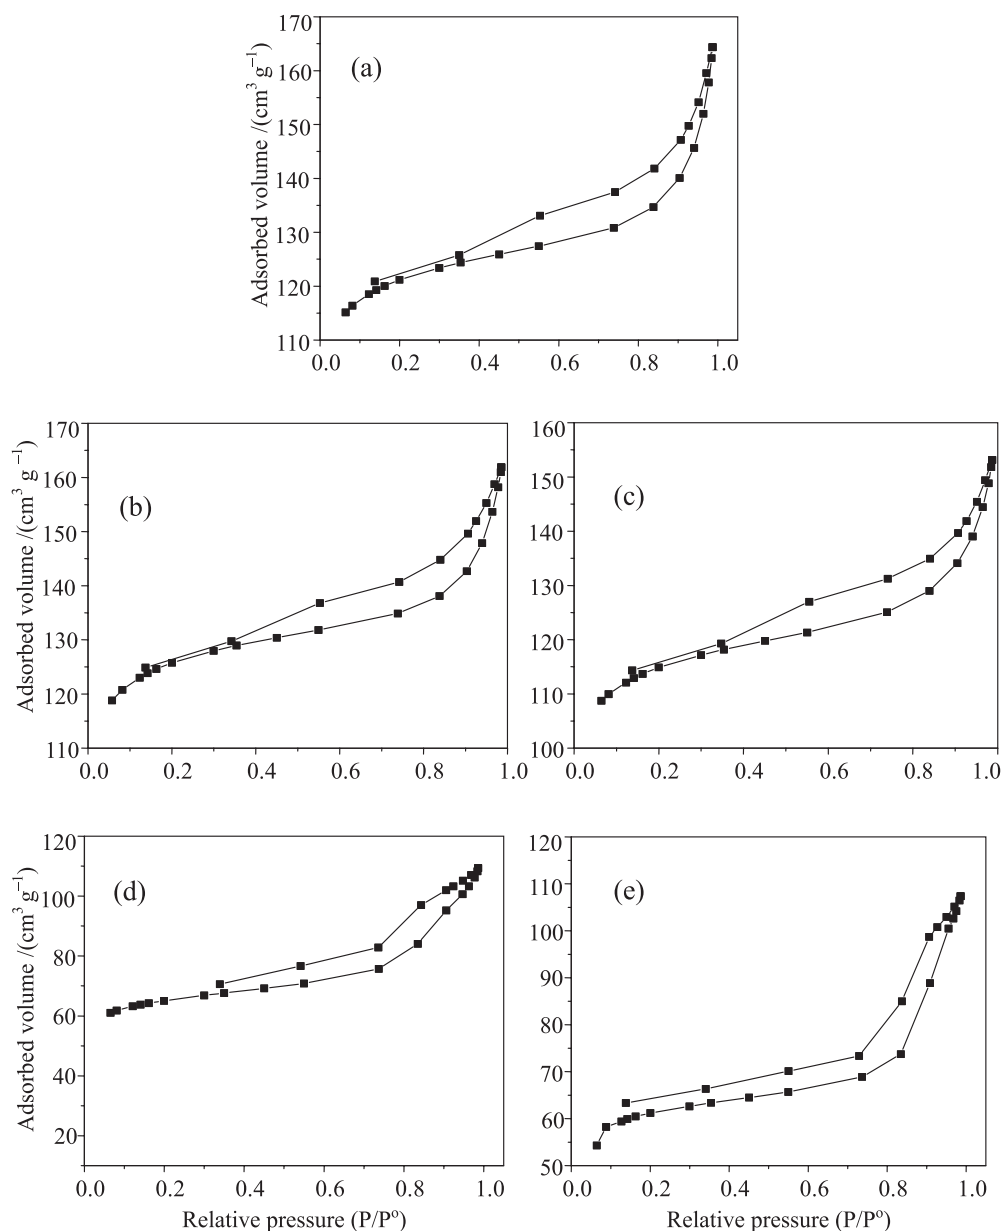 170
160
150
140
130
120
110
Adsorbed volume /(cm³ g⁻¹)
(a)
0.0 0.2 0.4 0.6 0.8 1.0
170
160
150
140
130
120
110
Adsorbed volume /(cm³ g⁻¹)
(b)
0.0 0.2 0.4 0.6 0.8 1.0
160
150
140
130
120
110
100
(c)
0.0 0.2 0.4 0.6 0.8 1.0
120
100
80
60
40
20
Adsorbed volume /(cm³ g⁻¹)
(d)
0.0 0.2 0.4 0.6 0.8 1.0
Relative pressure (P/Pº)
120
110
100
90
80
70
60
50
(e)
0.0 0.2 0.4 0.6 0.8 1.0
Relative pressure (P/Pº)